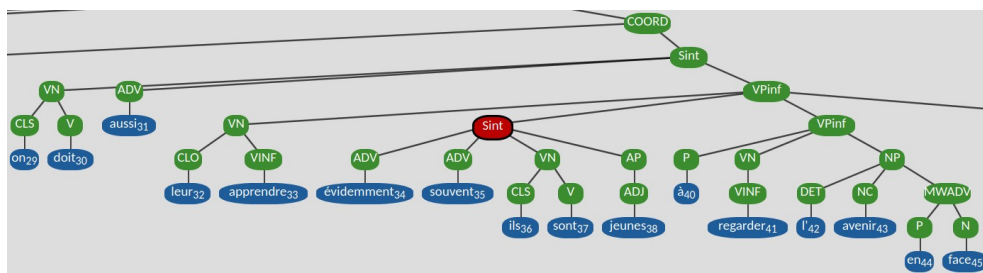 COORD
Sint
VN ADV VPinf
CLS V aussi31 VN Sint VPinf
on29 doit30 CLO VINF ADV ADV VN AP P VN NP
leur32 apprendre33 évidemment34 souvent35 CLS V ADJ à40 VINF DET NC MWADV
ils36 sont37 jeunes38 regarder41 l'42 avenir43 P N
en44 face45